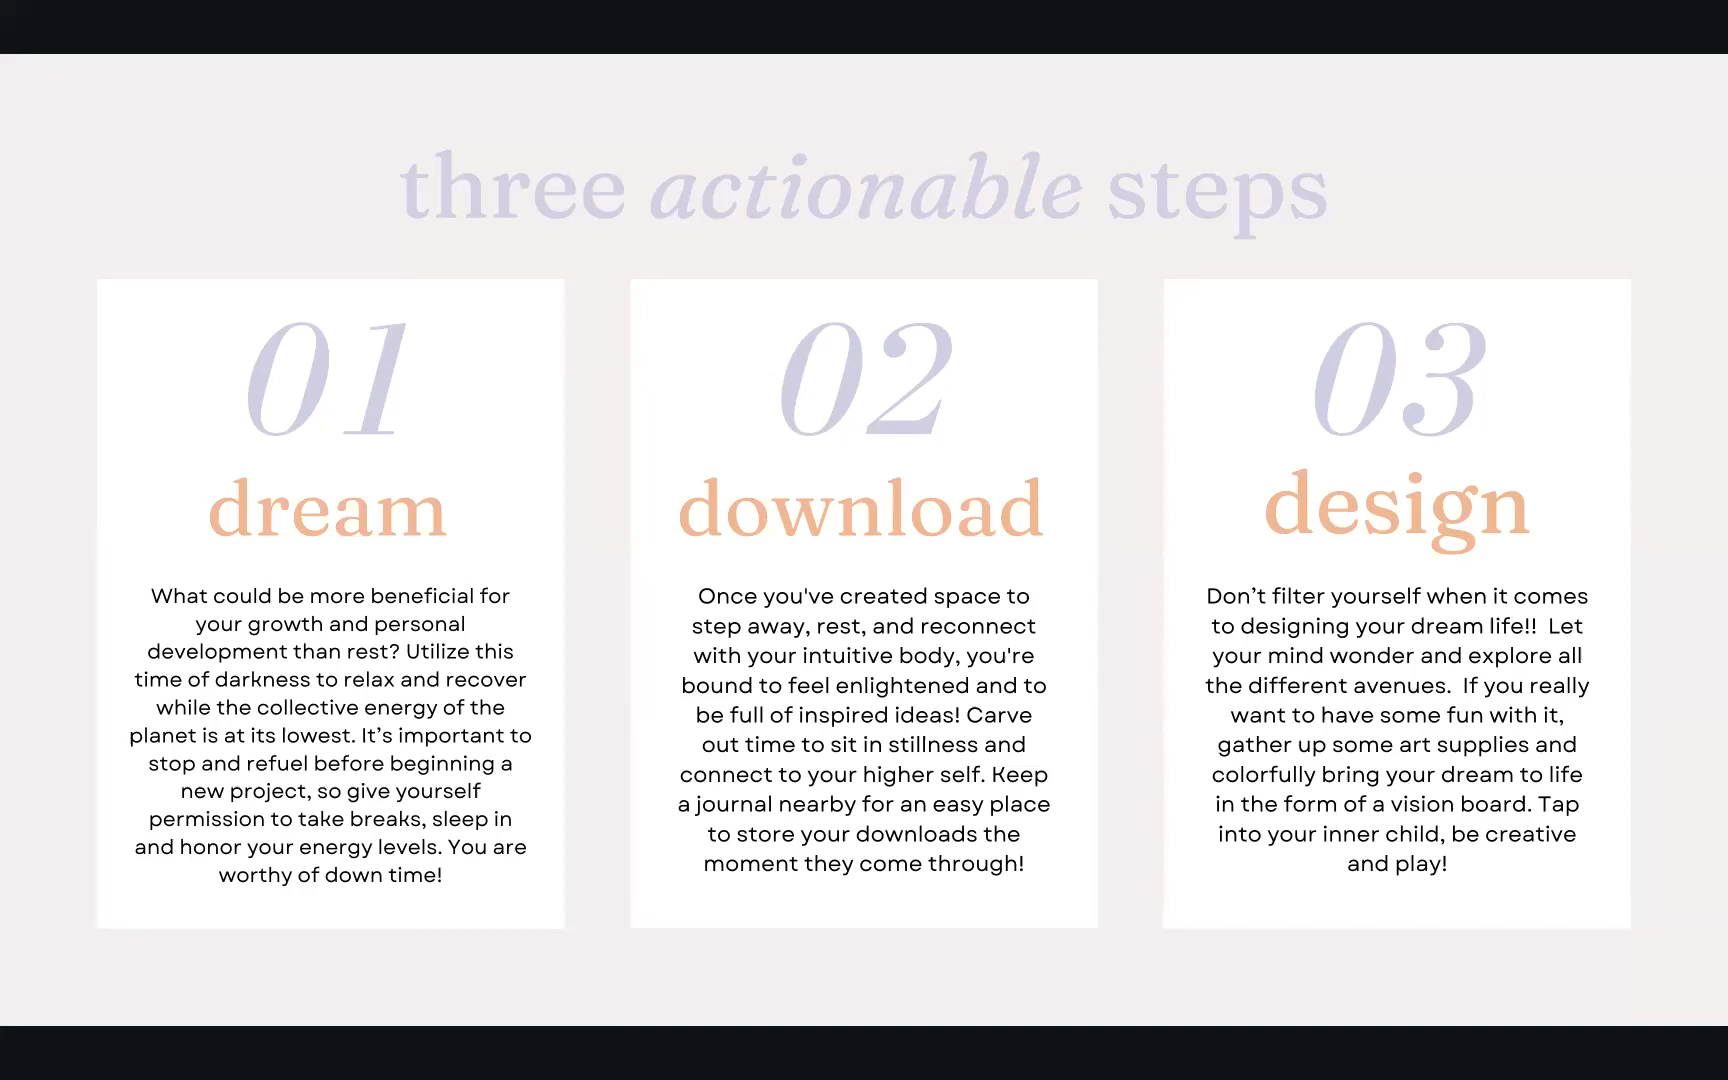 three actionable steps
01
dream
What could be more beneficial for
your growth and personal
development than rest? Utilize this
time of darkness to relax and recover
while the collective energy of the
planet is at its lowest. It’s important to
stop and refuel before beginning a
new project, so give yourself
permission to take breaks, sleep in
and honor your energy levels. You are
worthy of down time!
02
download
Once you've created space to
step away, rest, and reconnect
with your intuitive body, you're
bound to feel enlightened and to
be full of inspired ideas! Carve
out time to sit in stillness and
connect to your higher self. Keep
a journal nearby for an easy place
to store your downloads the
moment they come through!
03
design
Don’t filter yourself when it comes
to designing your dream life!!  Let
your mind wonder and explore all
the different avenues.  If you really
want to have some fun with it,
gather up some art supplies and
colorfully bring your dream to life
in the form of a vision board. Tap
into your inner child, be creative
and play!